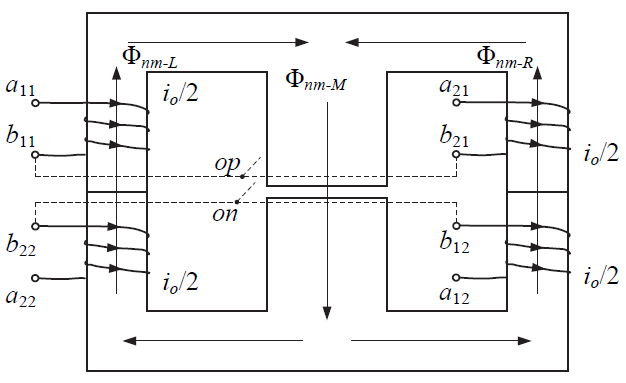 Φnm-L
Φnm-R
a11
io/2
Φnm-M
a21
b11
b21
op
io/2
on
b22
b12
a22
io/2
a12
io/2